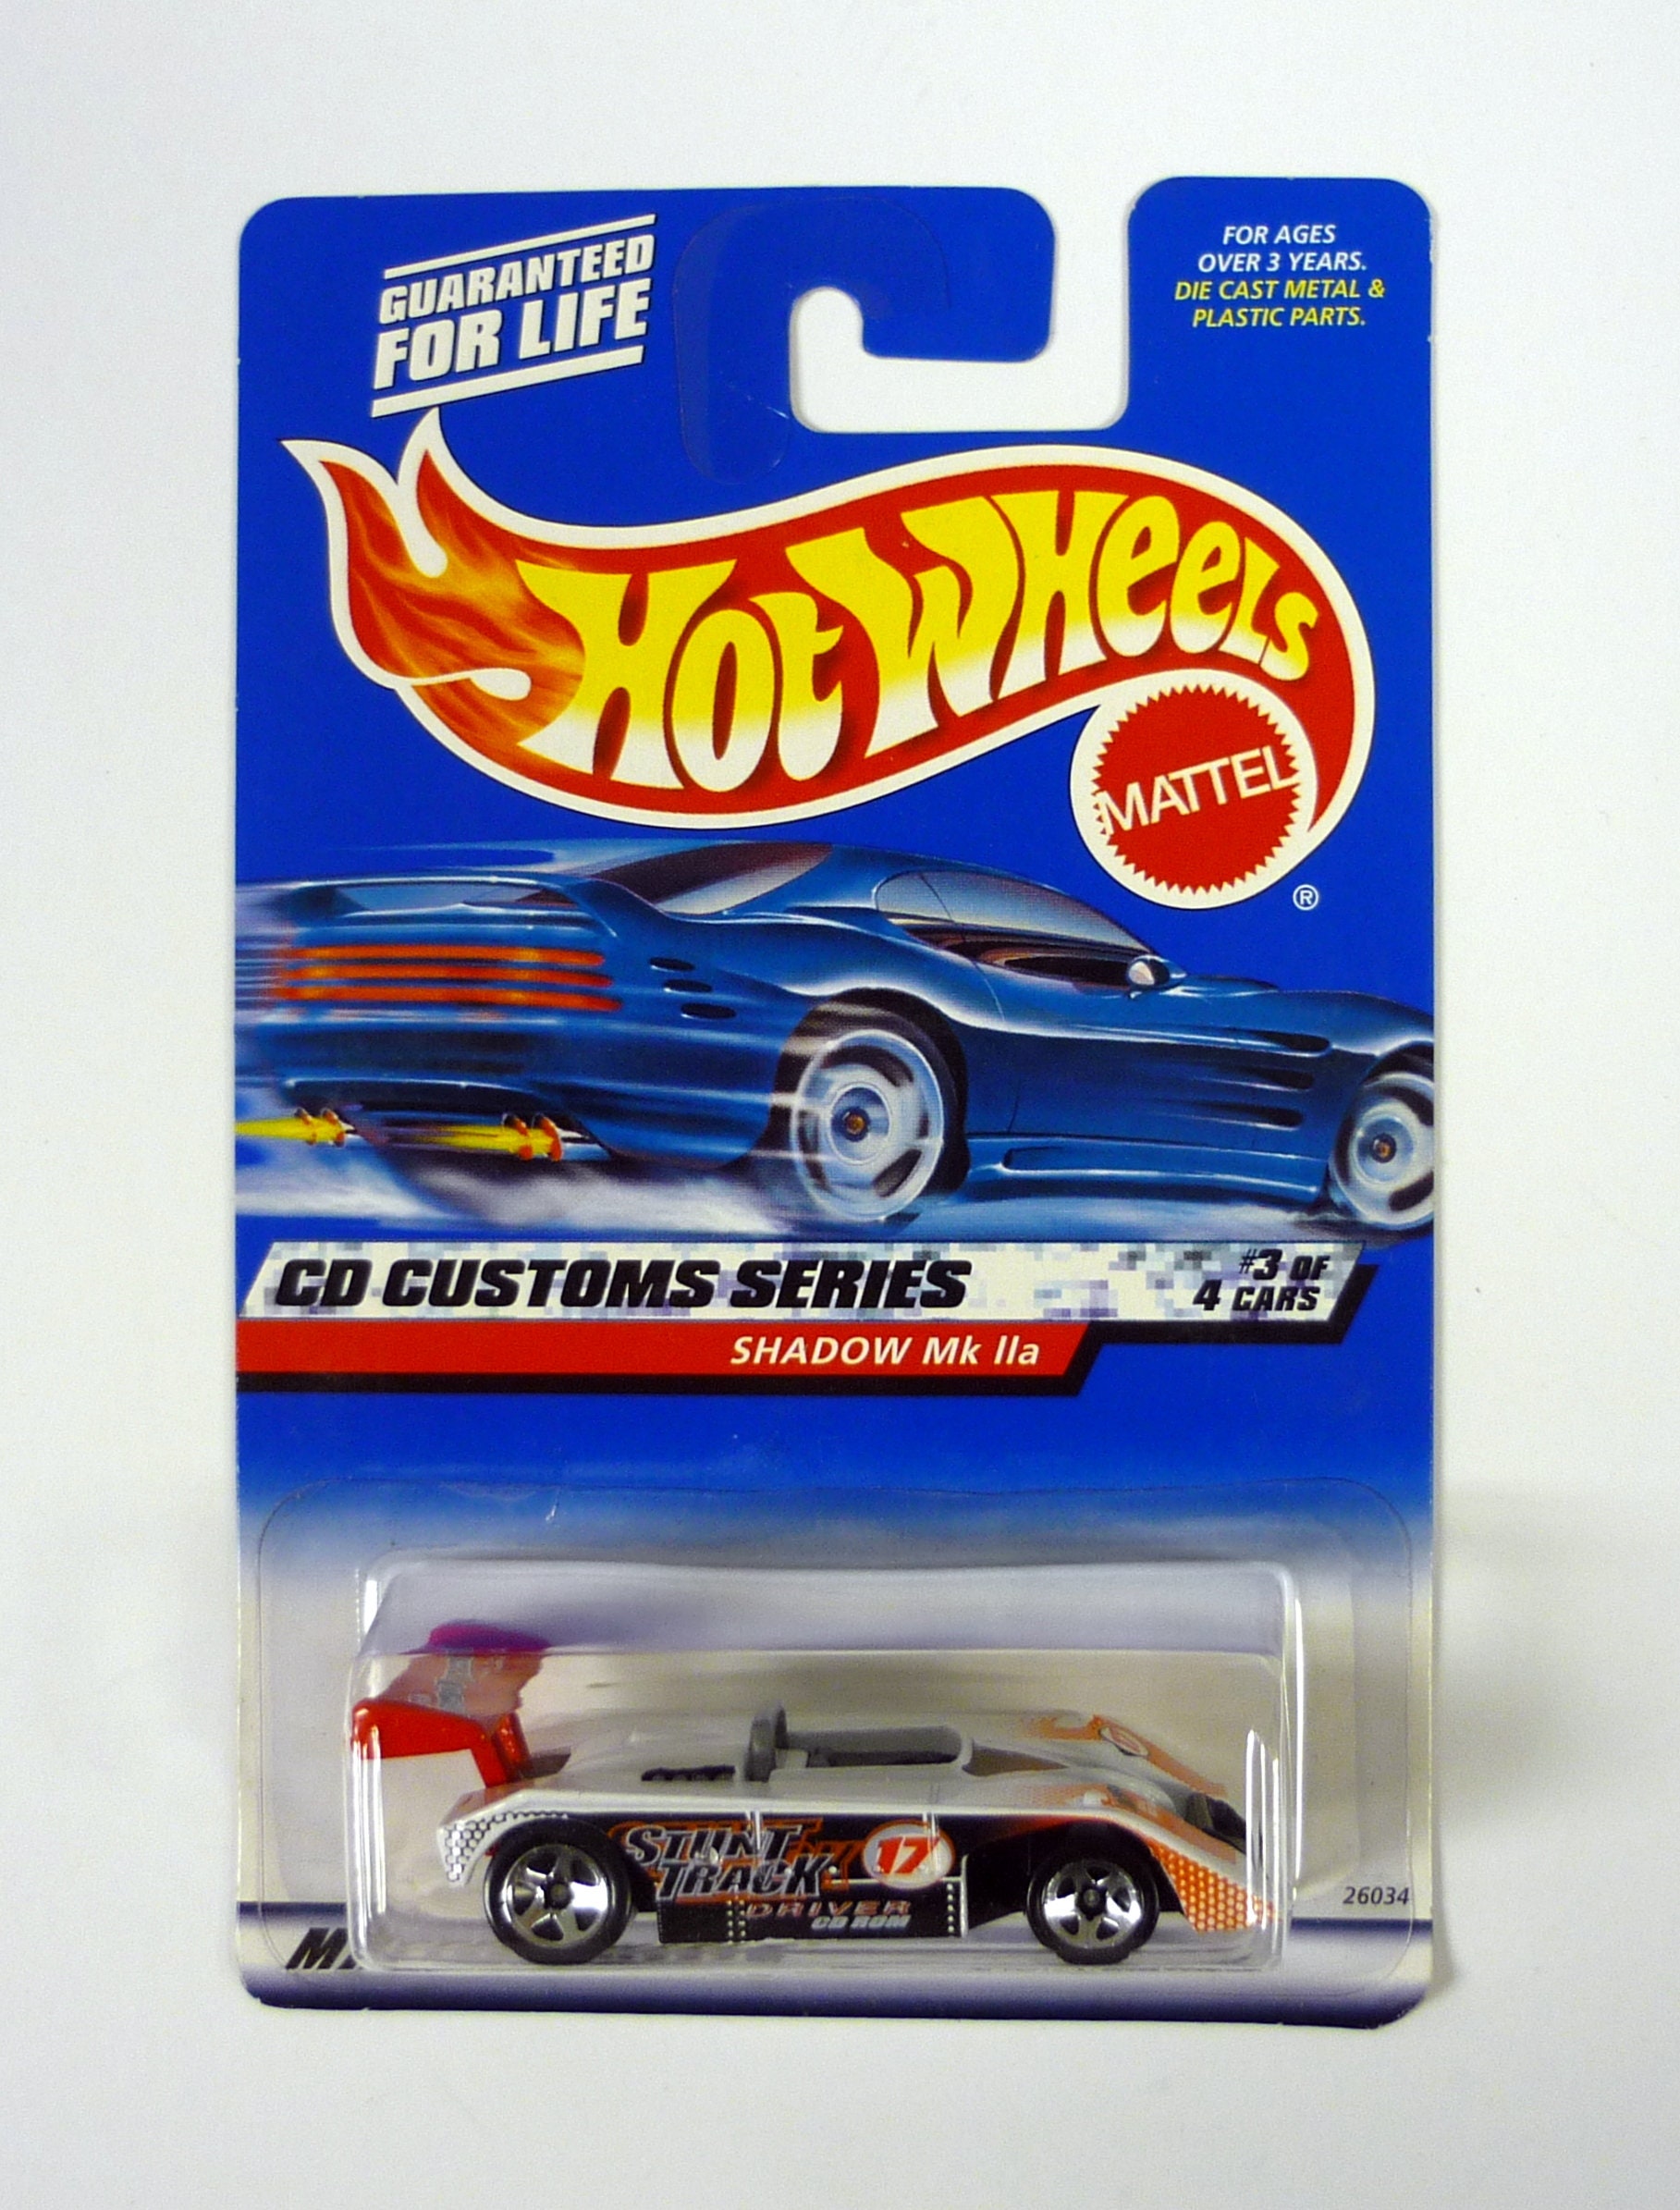 GUARANTEED
FOR LIFE
FOR AGES
OVER 3 YEARS.
DIE CAST METAL &
PLASTIC PARTS.
Hot Wheels
MATTEL
®
CD CUSTOMS SERIES
#3 OF
4 CARS
SHADOW Mk IIa
STUNT
TRACK
17
DRIVER
CD ROM
26034